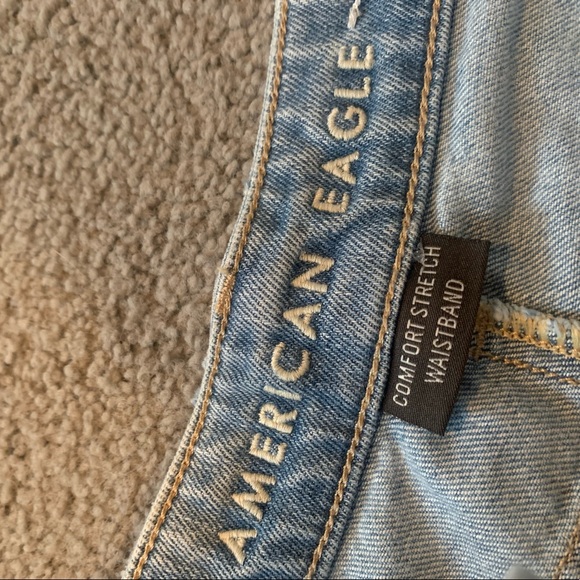 AMERICAN EAGLE
COMFORT STRETCH
WAISTBAND